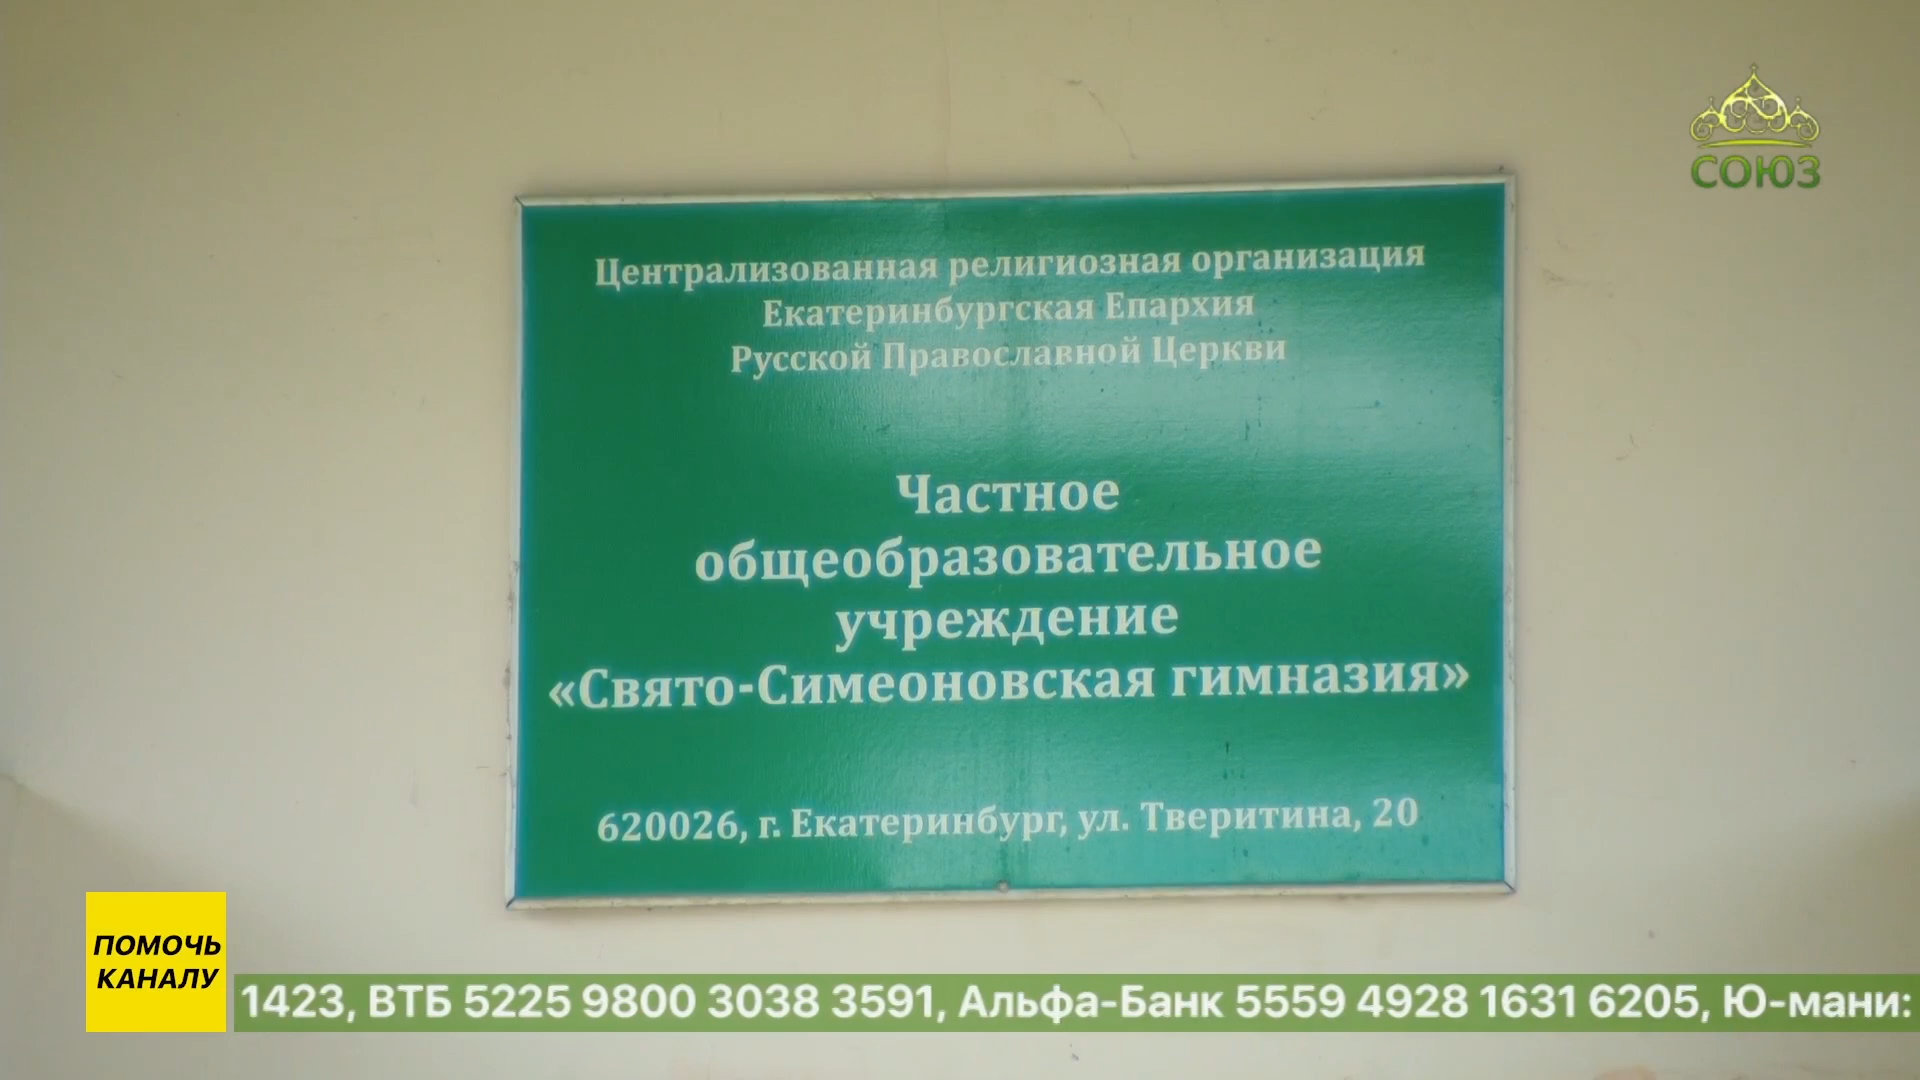 СОЮЗ
Централизованная религиозная организация
Екатеринбургская Епархия
Русской Православной Церкви
Частное
общеобразовательное
учреждение
«Свято-Симеоновская гимназия»
620026, г. Екатеринбург, ул. Тверитина, 20
ПОМОЧЬ
КАНАЛУ
1423, ВТБ 5225 9800 3038 3591, Альфа-Банк 5559 4928 1631 6205, Ю-мани: